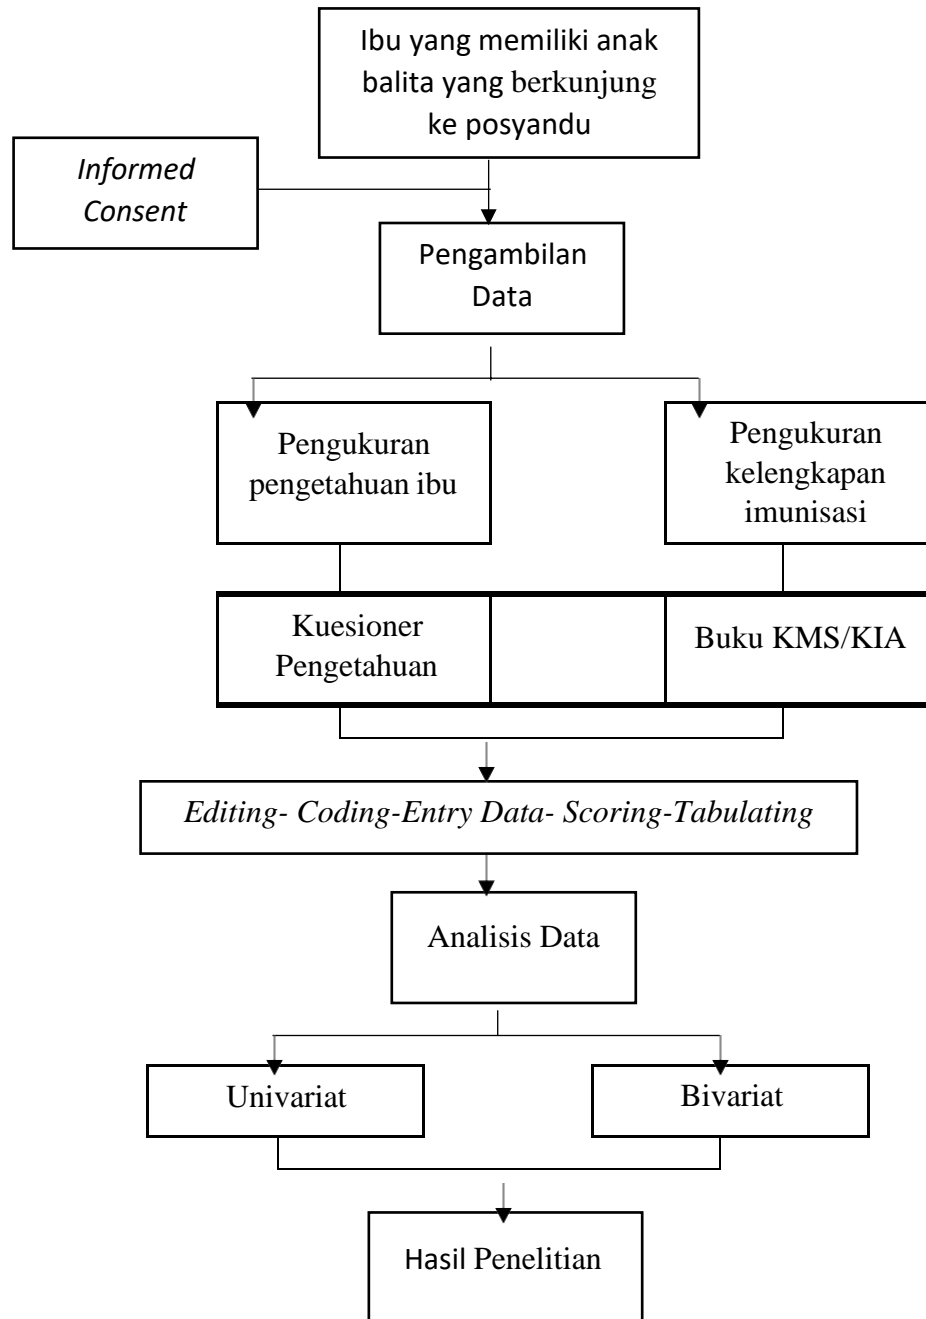 Ibu yang memiliki anak
balita yang berkunjung
ke posyandu
Informed
Consent
Pengambilan
Data
Pengukuran
pengetahuan ibu
Pengukuran
kelengkapan
imunisasi
Kuesioner
Pengetahuan
Buku KMS/KIA
Editing- Coding-Entry Data- Scoring-Tabulating
Analisis Data
Univariat
Bivariat
Hasil Penelitian